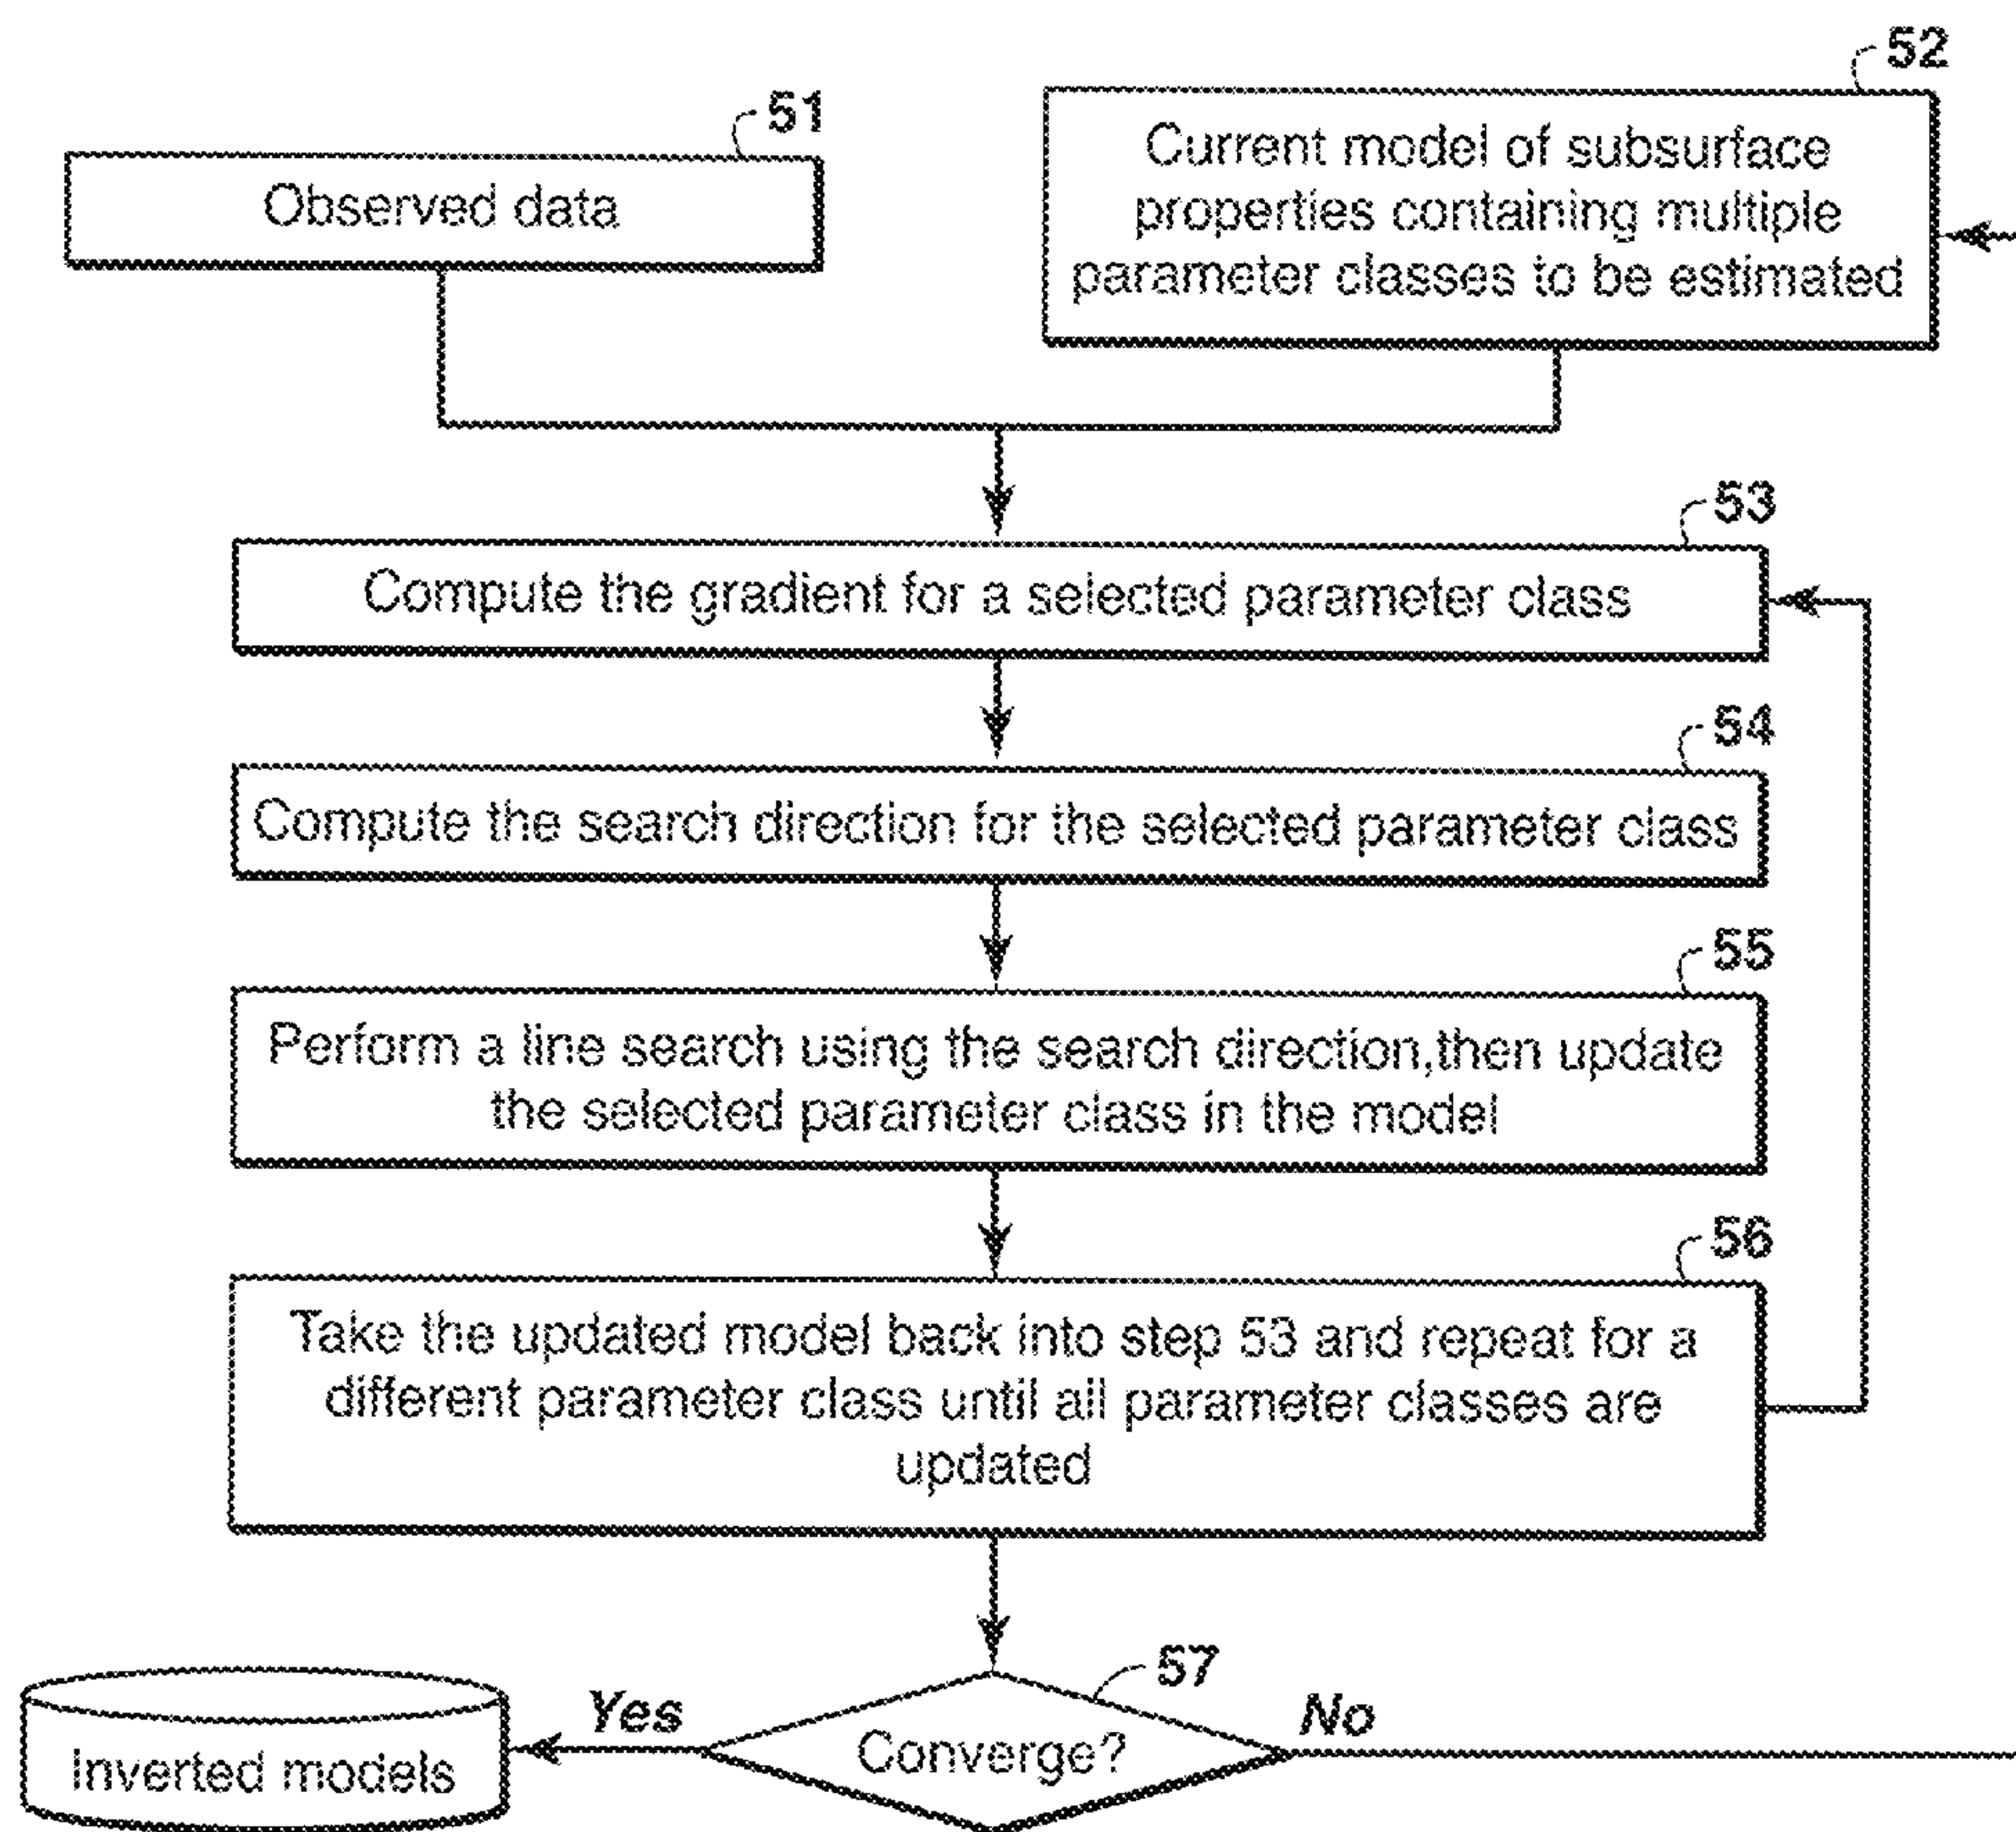 51
Observed data
52
Current model of subsurface
properties containing multiple
parameter classes to be estimated
53
Compute the gradient for a selected parameter class
54
Compute the search direction for the selected parameter class
55
Perform a line search using the search direction,then update
the selected parameter class in the model
56
Take the updated model back into step 53 and repeat for a
different parameter class until all parameter classes are
updated
57
Converge?
Yes
No
Inverted models